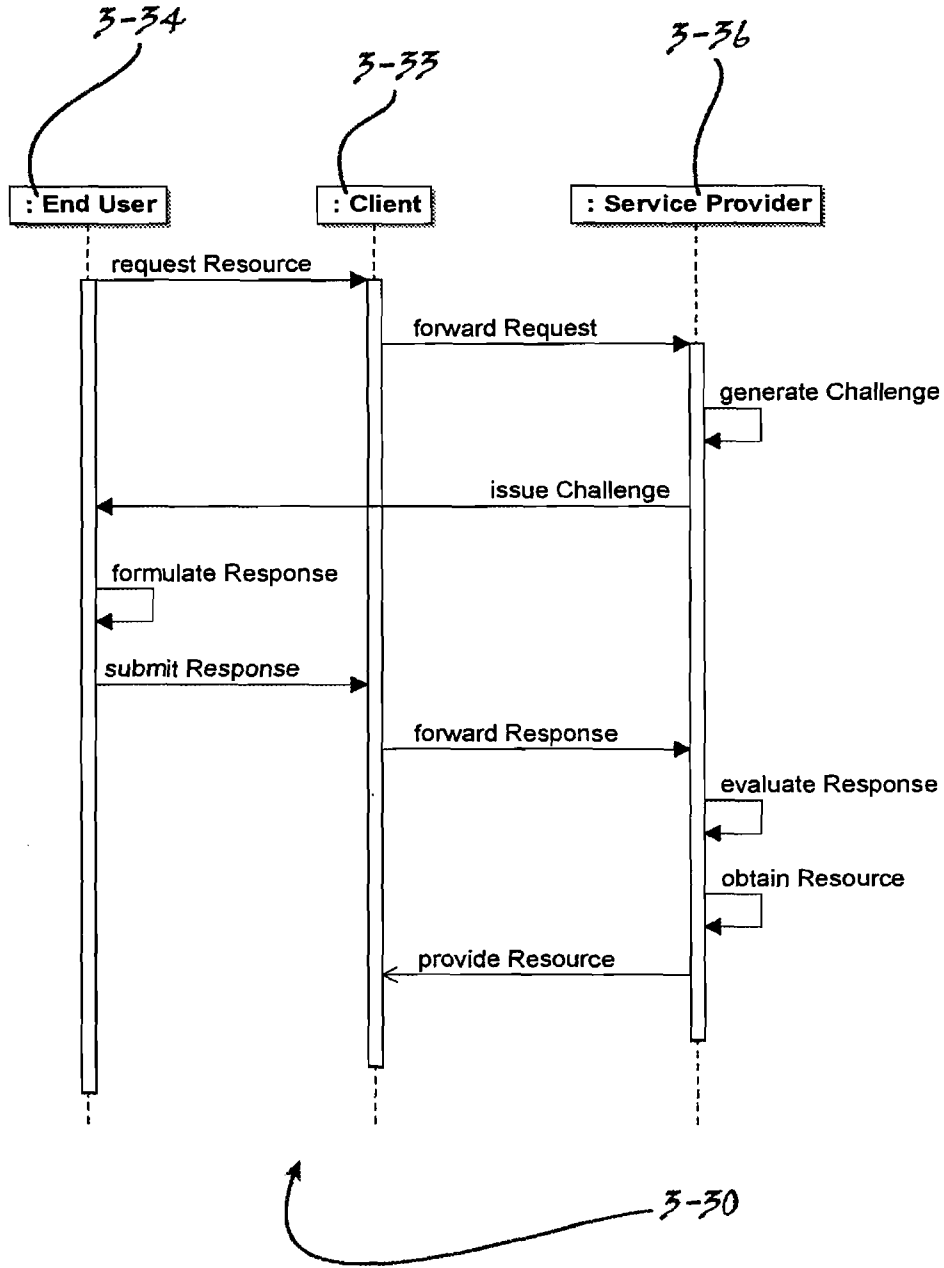 3-34
3-33
3-36
: End User
: Client
: Service Provider
request Resource
forward Request
generate Challenge
issue Challenge
formulate Response
submit Response
forward Response
evaluate Response
obtain Resource
provide Resource
3-30